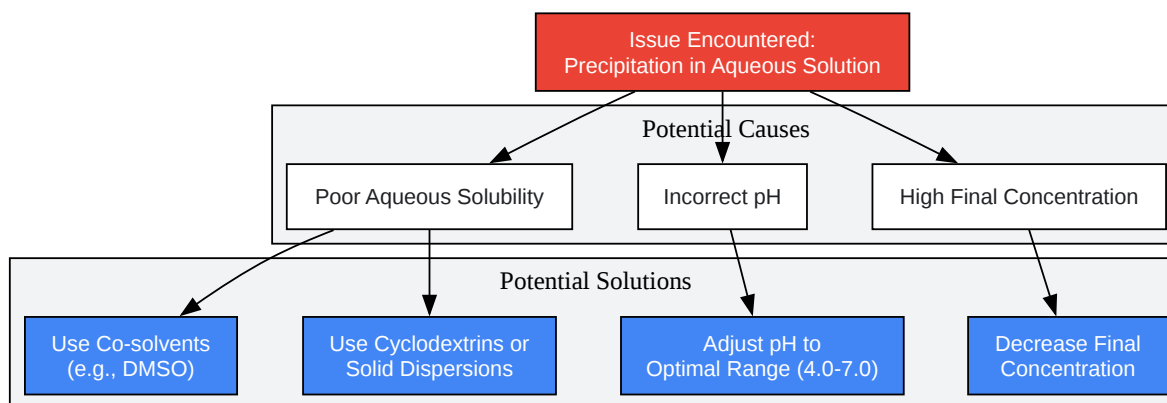 Issue Encountered:
Precipitation in Aqueous Solution
Potential Causes
Poor Aqueous Solubility
Incorrect pH
High Final Concentration
Potential Solutions
Use Co-solvents
(e.g., DMSO)
Use Cyclodextrins or
Solid Dispersions
Adjust pH to
Optimal Range (4.0-7.0)
Decrease Final
Concentration